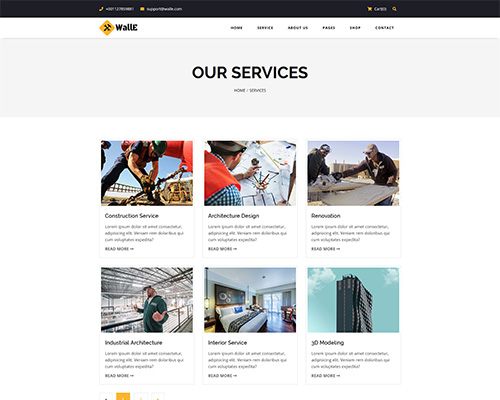 +001127859881 support@walle.com Cart(0)
WallE HOME SERVICE ABOUT US PAGES SHOP CONTACT
OUR SERVICES
HOME / SERVICES
Construction Service
Lorem ipsum dolor sit amet consectetur,
adipisicing elit. Veniam rem doloribus qui
cum voluptates expedita?
READ MORE
Architecture Design
Lorem ipsum dolor sit amet consectetur,
adipisicing elit. Veniam rem doloribus qui
cum voluptates expedita?
READ MORE
Renovation
Lorem ipsum dolor sit amet consectetur,
adipisicing elit. Veniam rem doloribus qui
cum voluptates expedita?
READ MORE
Industrial Architecture
Lorem ipsum dolor sit amet consectetur,
adipisicing elit. Veniam rem doloribus qui
cum voluptates expedita?
READ MORE
Interior Service
Lorem ipsum dolor sit amet consectetur,
adipisicing elit. Veniam rem doloribus qui
cum voluptates expedita?
READ MORE
3D Modeling
Lorem ipsum dolor sit amet consectetur,
adipisicing elit. Veniam rem doloribus qui
cum voluptates expedita?
READ MORE